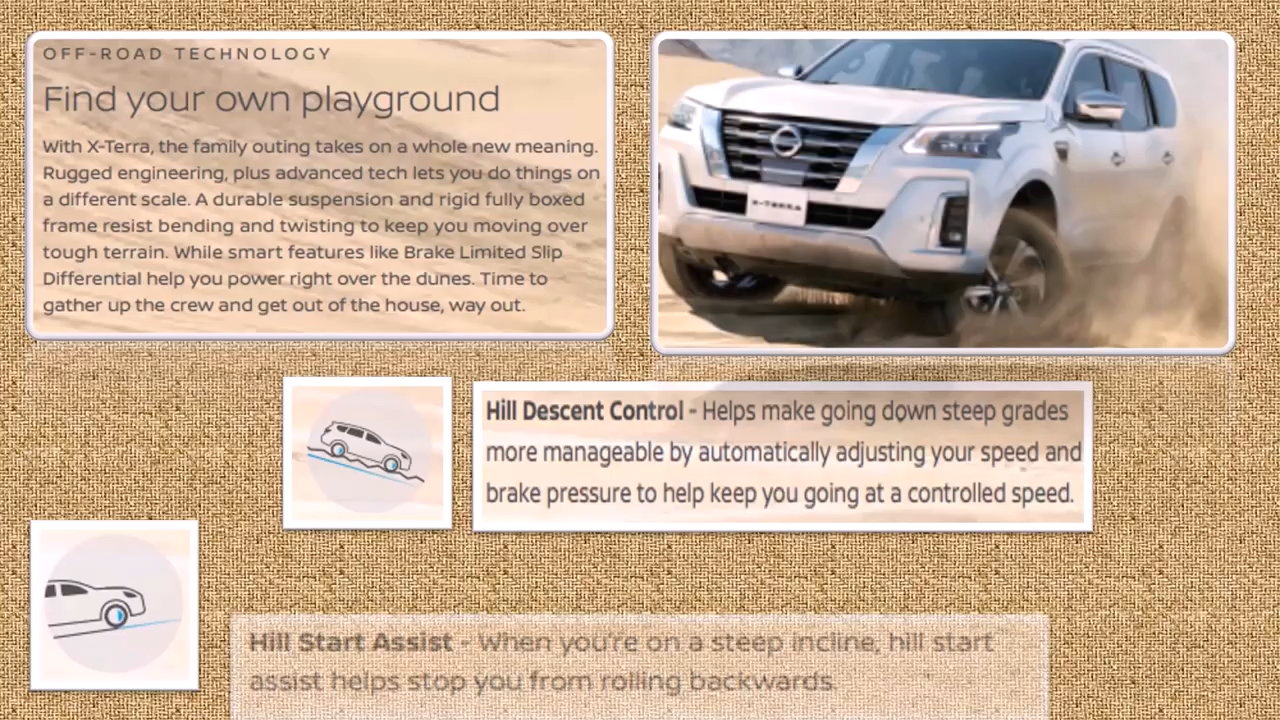 OFF-ROAD TECHNOLOGY
Find your own playground
With X-Terra, the family outing takes on a whole new meaning.
Rugged engineering, plus advanced tech lets you do things on
a different scale. A durable suspension and rigid fully boxed
frame resist bending and twisting to keep you moving over
tough terrain. While smart features like Brake Limited Slip
Differential help you power right over the dunes. Time to
gather up the crew and get out of the house, way out.
X-TERRA
Hill Descent Control - Helps make going down steep grades
more manageable by automatically adjusting your speed and
brake pressure to help keep you going at a controlled speed.
Hill Start Assist - When you're on a steep incline, hill start
assist helps stop you from rolling backwards.